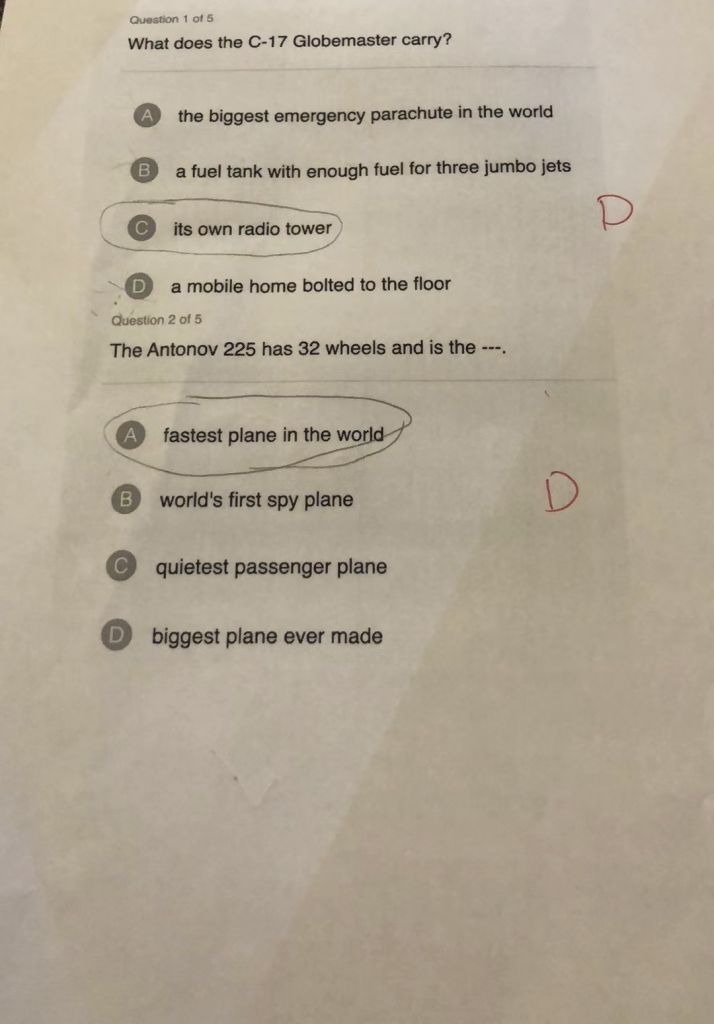 Question 1 of 5
What does the C-17 Globemaster carry?
A the biggest emergency parachute in the world
B a fuel tank with enough fuel for three jumbo jets
C its own radio tower
D
D a mobile home bolted to the floor
Question 2 of 5
The Antonov 225 has 32 wheels and is the ---.
A fastest plane in the world
B world's first spy plane
D
C quietest passenger plane
D biggest plane ever made